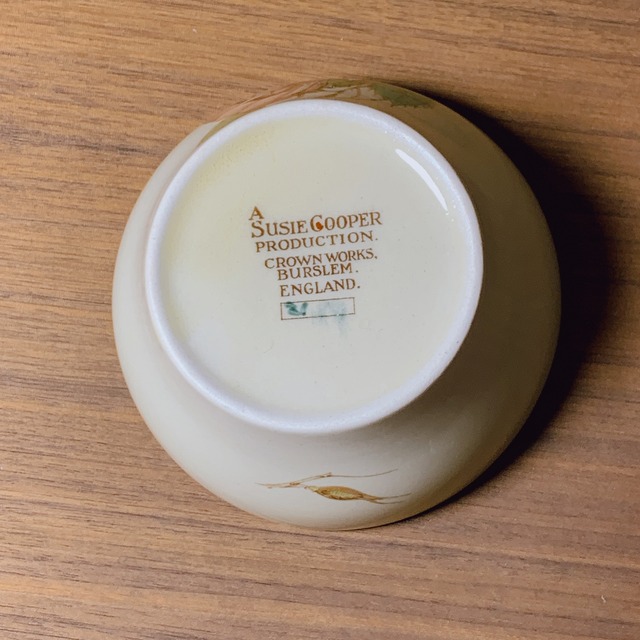 A
SUSIE COOPER
PRODUCTION.
CROWN WORKS,
BURSLEM.
ENGLAND.